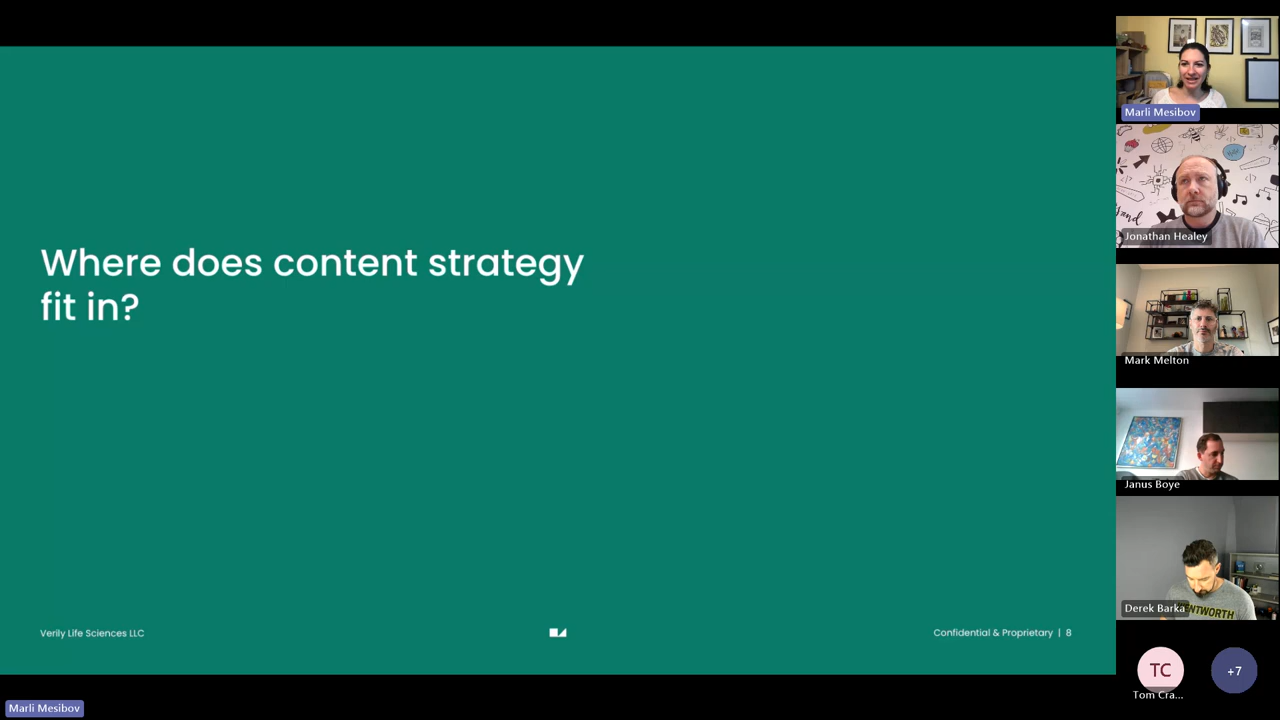 Where does content strategy
fit in?
Verily Life Sciences LLC
Confidential & Proprietary | 8
Marli Mesibov
Marli Mesibov
Jonathan Healey
Mark Melton
Janus Boye
ENTWORTH
Derek Barka
TC
Tom Cra...
+7